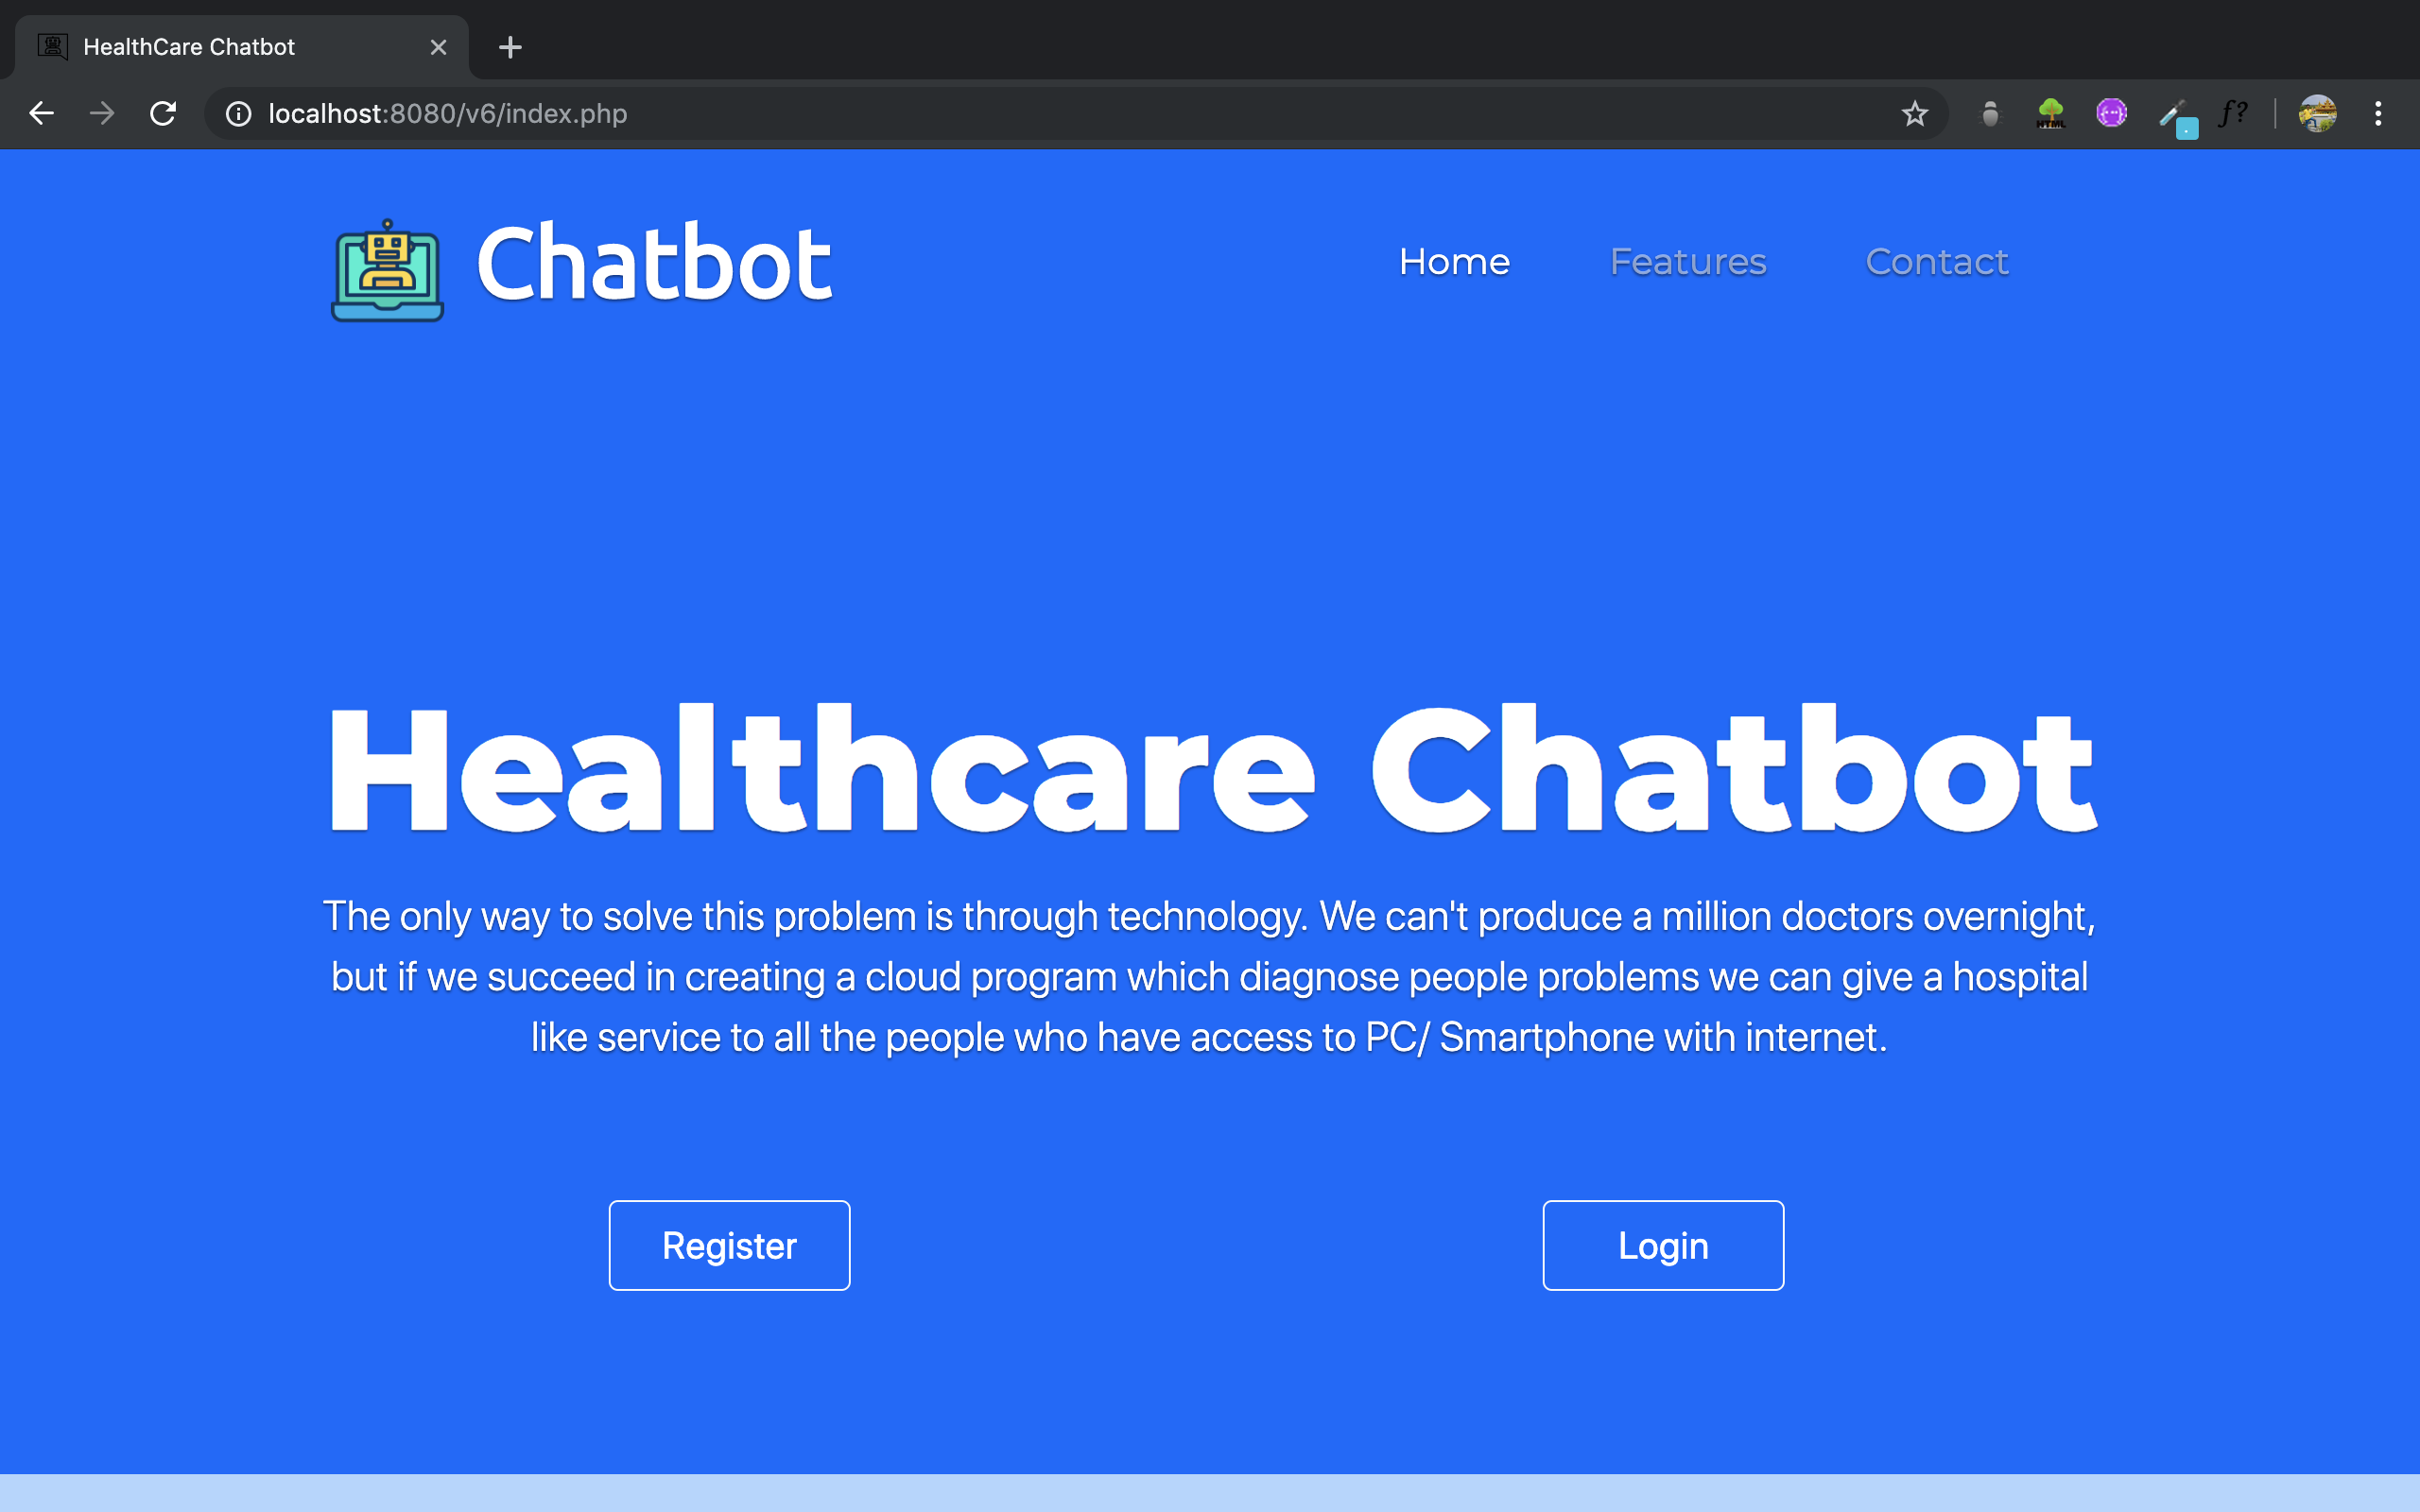 HealthCare Chatbot
localhost:8080/v6/index.php
HTML
f?
Chatbot
Home
Features
Contact
Healthcare Chatbot
The only way to solve this problem is through technology. We can't produce a million doctors overnight,
but if we succeed in creating a cloud program which diagnose people problems we can give a hospital
like service to all the people who have access to PC/ Smartphone with internet.
Register
Login